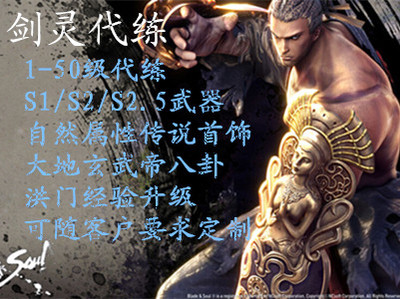 剑灵代练
1-50级代练
S1/S2/S2.5武器
自然属性传说首饰
大地玄武帝八卦
洪门经验升级
可随客户要求定制
Soul